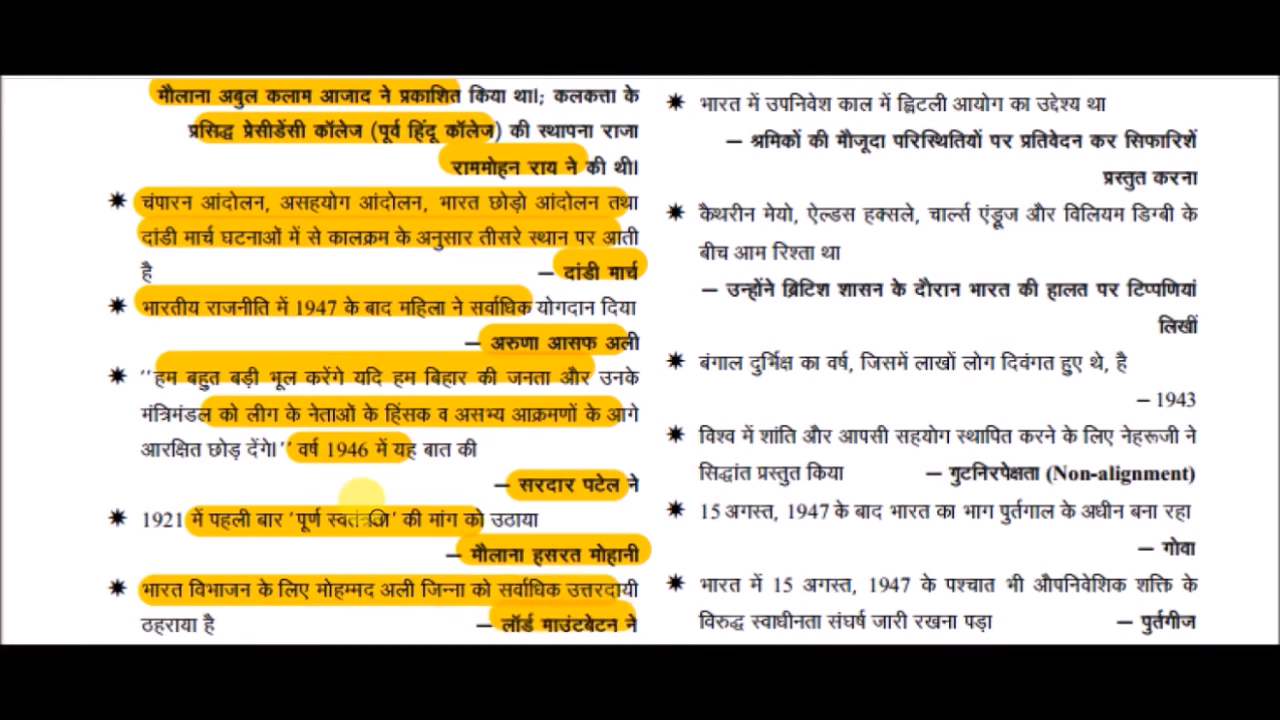 मौलाना अबुल कलाम आजाद ने प्रकाशित किया था।; कलकत्ता के
प्रसिद्ध प्रेसीडेंसी कॉलेज (पूर्व हिंदू कॉलेज) की स्थापना राजा
राममोहन राय ने की थी।
✷ चंपारन आंदोलन, असहयोग आंदोलन, भारत छोड़ो आंदोलन तथा
दांडी मार्च घटनाओं में से कालक्रम के अनुसार तीसरे स्थान पर आती
है – दांडी मार्च
✷ भारतीय राजनीति में 1947 के बाद महिला ने सर्वाधिक योगदान दिया
– अरुणा आसफ अली
✷ ''हम बहुत बड़ी भूल करेंगे यदि हम बिहार की जनता और उनके
मंत्रिमंडल को लीग के नेताओं के हिंसक व असभ्य आक्रमणों के आगे
आरक्षित छोड़ देंगे।'' वर्ष 1946 में यह बात की
– सरदार पटेल ने
✷ 1921 में पहली बार 'पूर्ण स्वतंत्रता' की मांग को उठाया
– मौलाना हसरत मोहानी
✷ भारत विभाजन के लिए मोहम्मद अली जिन्ना को सर्वाधिक उत्तरदायी
ठहराया है – लॉर्ड माउंटबेटन ने
✷ भारत में उपनिवेश काल में ह्विटली आयोग का उद्देश्य था
– श्रमिकों की मौजूदा परिस्थितियों पर प्रतिवेदन कर सिफारिशें
प्रस्तुत करना
✷ कैथरीन मेयो, ऐल्डस हक्सले, चार्ल्स एंड्रूज और विलियम डिग्बी के
बीच आम रिश्ता था
– उन्होंने ब्रिटिश शासन के दौरान भारत की हालत पर टिप्पणियां
लिखीं
✷ बंगाल दुर्भिक्ष का वर्ष, जिसमें लाखों लोग दिवंगत हुए थे, है
– 1943
✷ विश्व में शांति और आपसी सहयोग स्थापित करने के लिए नेहरूजी ने
सिद्धांत प्रस्तुत किया – गुटनिरपेक्षता (Non-alignment)
✷ 15 अगस्त, 1947 के बाद भारत का भाग पुर्तगाल के अधीन बना रहा
– गोवा
✷ भारत में 15 अगस्त, 1947 के पश्चात भी औपनिवेशिक शक्ति के
विरुद्ध स्वाधीनता संघर्ष जारी रखना पड़ा – पुर्तगीज